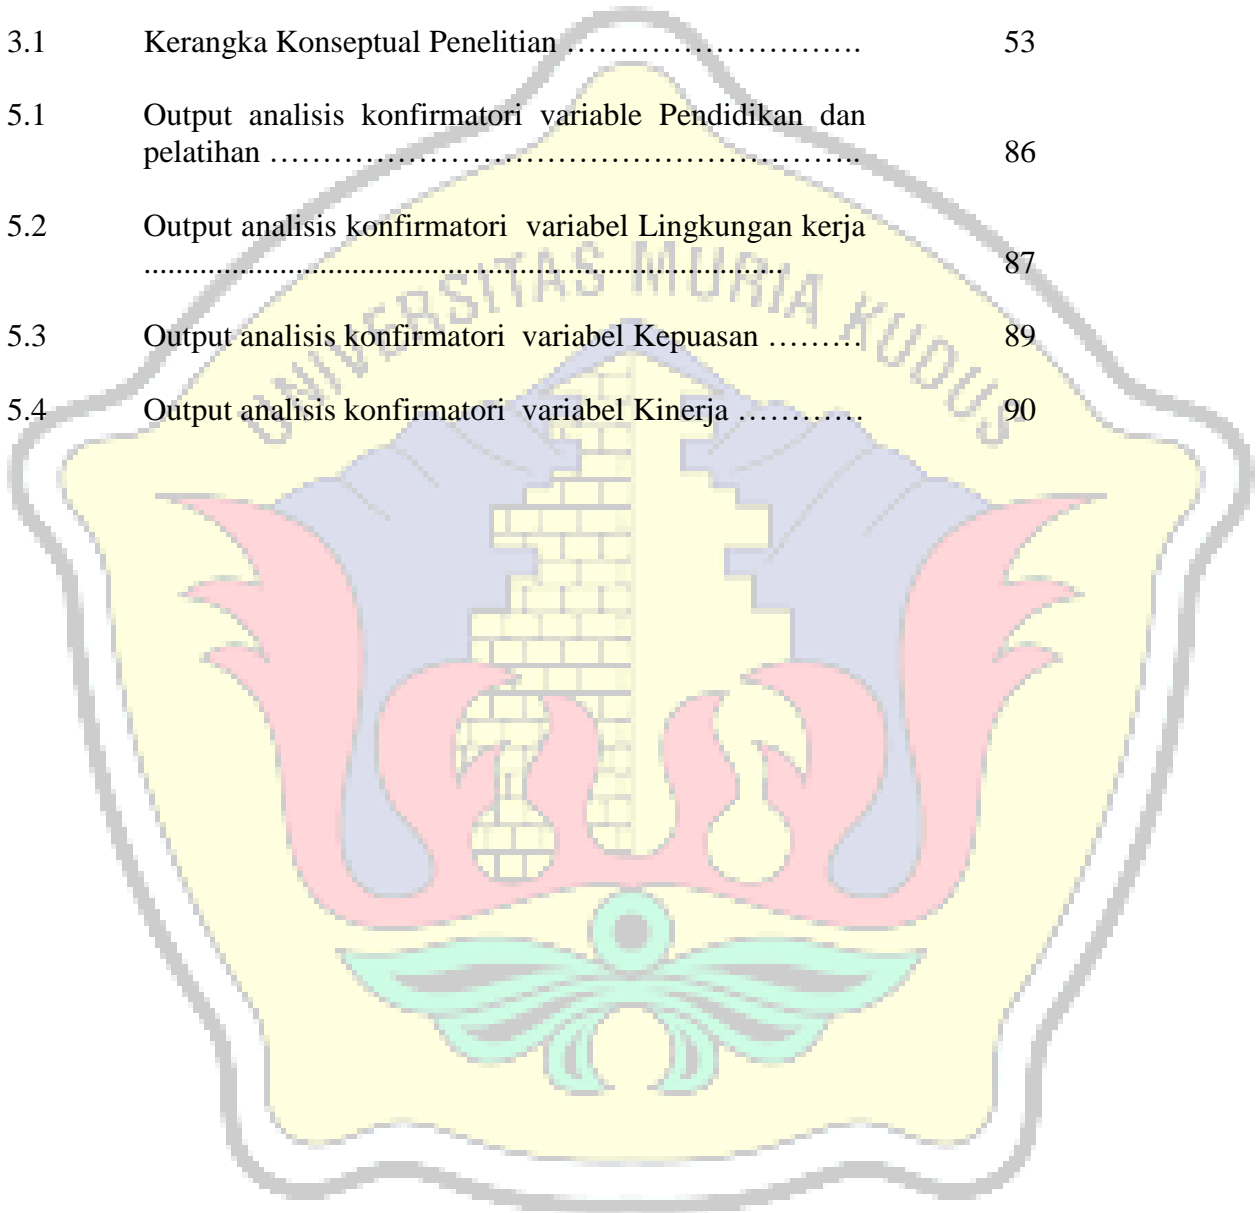 3.1 Kerangka Konseptual Penelitian ………………………. 53
5.1 Output analisis konfirmatori variable Pendidikan dan
pelatihan ……………………………………………….. 86
5.2 Output analisis konfirmatori variabel Lingkungan kerja
................................................................................ 87
5.3 Output analisis konfirmatori variabel Kepuasan ……… 89
5.4 Output analisis konfirmatori variabel Kinerja ………… 90
UNIVERSITAS MURIA KUDUS